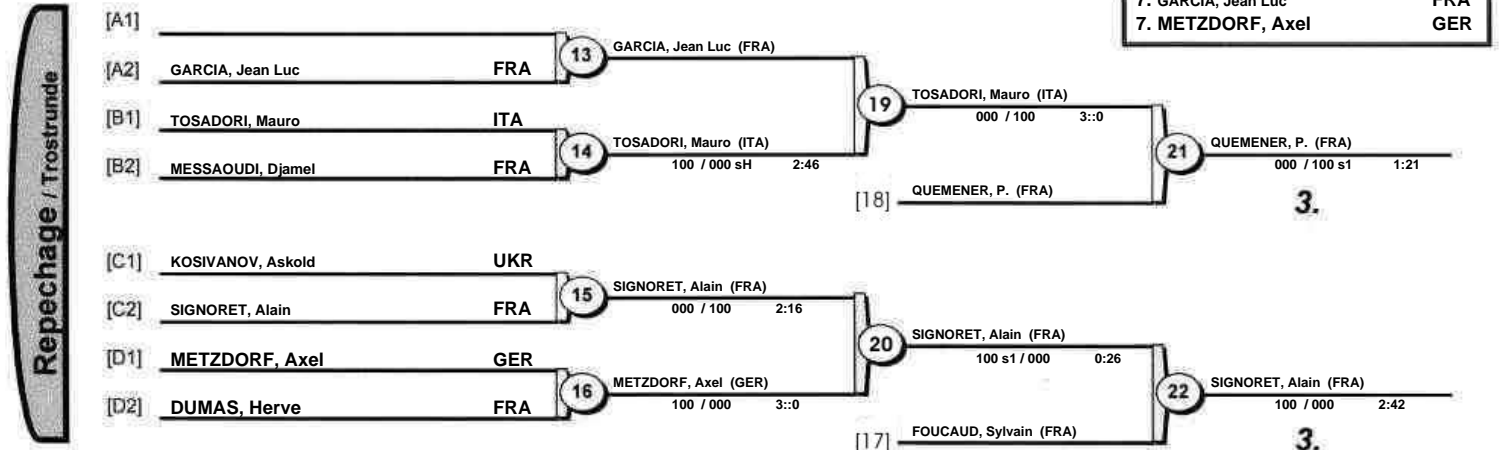 7. GARCIA, Jean Luc FRA
7. METZDORF, Axel GER
Repechage / Trostrunde
[A1]
13 GARCIA, Jean Luc (FRA)
[A2] GARCIA, Jean Luc FRA
19 TOSADORI, Mauro (ITA)
000 / 100 3::0
[B1] TOSADORI, Mauro ITA
14 TOSADORI, Mauro (ITA)
100 / 000 sH 2:46
21 QUEMENER, P. (FRA)
000 / 100 s1 1:21
[B2] MESSAOUDI, Djamel FRA
[18] QUEMENER, P. (FRA)
3.
[C1] KOSIVANOV, Askold UKR
15 SIGNORET, Alain (FRA)
000 / 100 2:16
[C2] SIGNORET, Alain FRA
20 SIGNORET, Alain (FRA)
100 s1 / 000 0:26
[D1] METZDORF, Axel GER
16 METZDORF, Axel (GER)
100 / 000 3::0
22 SIGNORET, Alain (FRA)
100 / 000 2:42
[D2] DUMAS, Herve FRA
[17] FOUCAUD, Sylvain (FRA)
3.